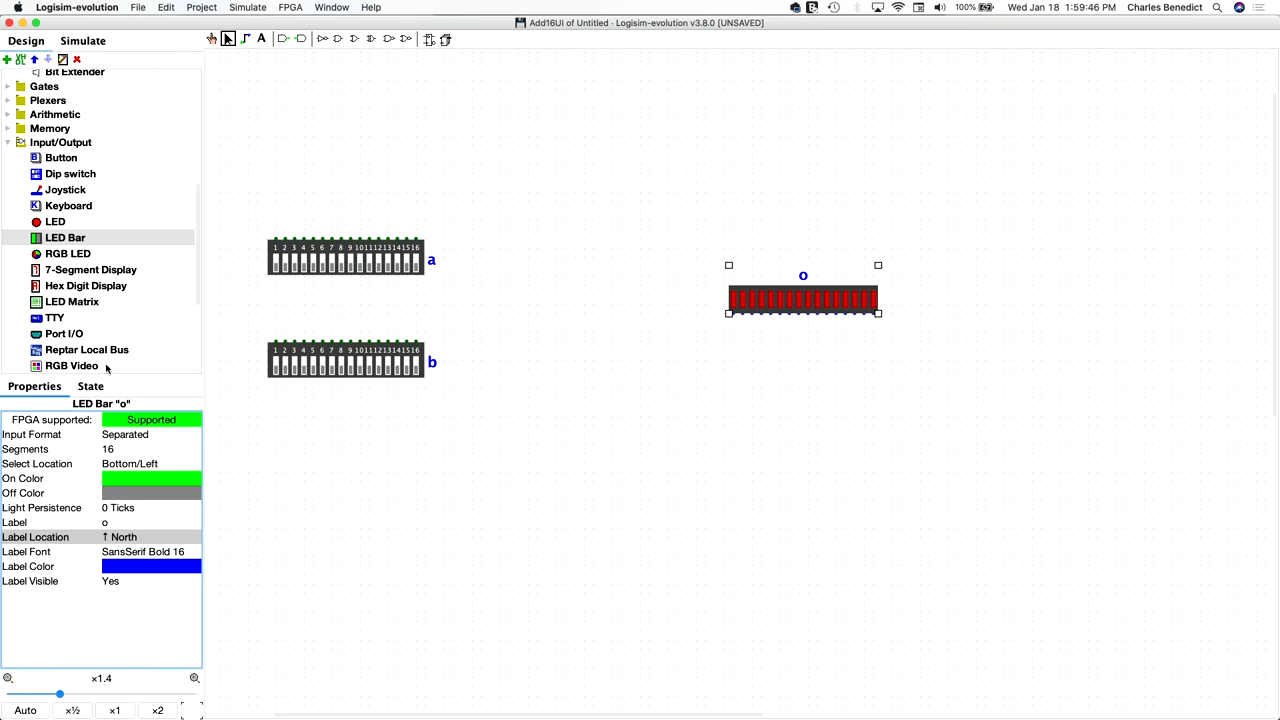 Logisim-evolution File Edit Project Simulate FPGA Window Help 100% Wed Jan 18 1:59:46 PM Charles Benedict
Add16UI of Untitled · Logisim-evolution v3.8.0 [UNSAVED]
Design Simulate
A
Bit Extender
Gates
Plexers
Arithmetic
Memory
Input/Output
Button
Dip switch
Joystick
Keyboard
LED
LED Bar
RGB LED
7-Segment Display
Hex Digit Display
LED Matrix
TTY
Port I/O
Reptar Local Bus
RGB Video
Properties State
LED Bar "o"
FPGA supported: Supported
Input Format Separated
Segments 16
Select Location Bottom/Left
On Color
Off Color
Light Persistence 0 Ticks
Label o
Label Location ↑ North
Label Font SansSerif Bold 16
Label Color
Label Visible Yes
×1.4
Auto ×½ ×1 ×2
1 2 3 4 5 6 7 8 9 10 11 12 13 14 15 16
a
1 2 3 4 5 6 7 8 9 10 11 12 13 14 15 16
b
o